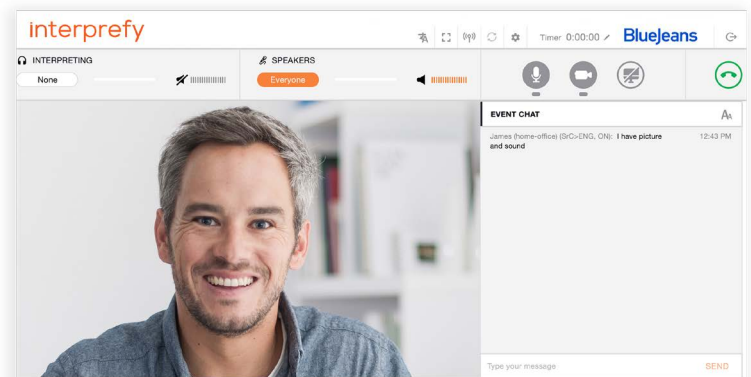 interprefy
Timer 0:00:00
BlueJeans
INTERPRETING
SPEAKERS
None
Everyone
EVENT CHAT
AA
James (home-office) (SrC>ENG, ON): I have picture
and sound
12:43 PM
Type your message
SEND